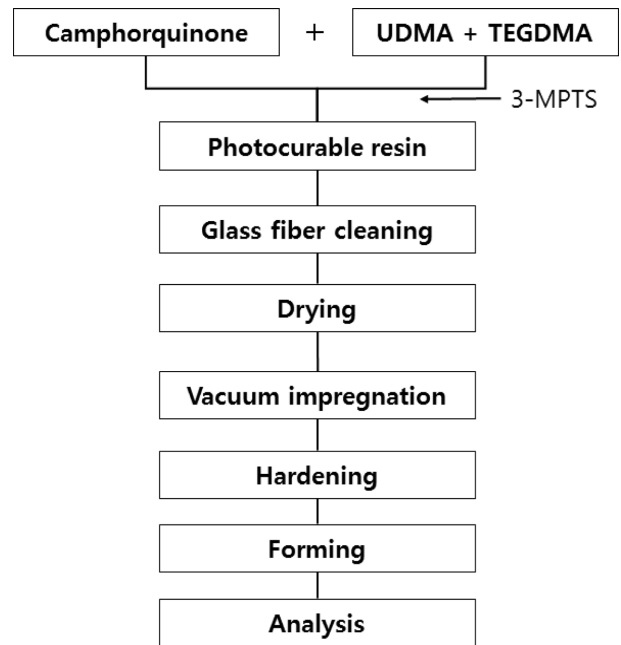 Camphorquinone + UDMA + TEGDMA
3-MPTS
Photocurable resin
Glass fiber cleaning
Drying
Vacuum impregnation
Hardening
Forming
Analysis